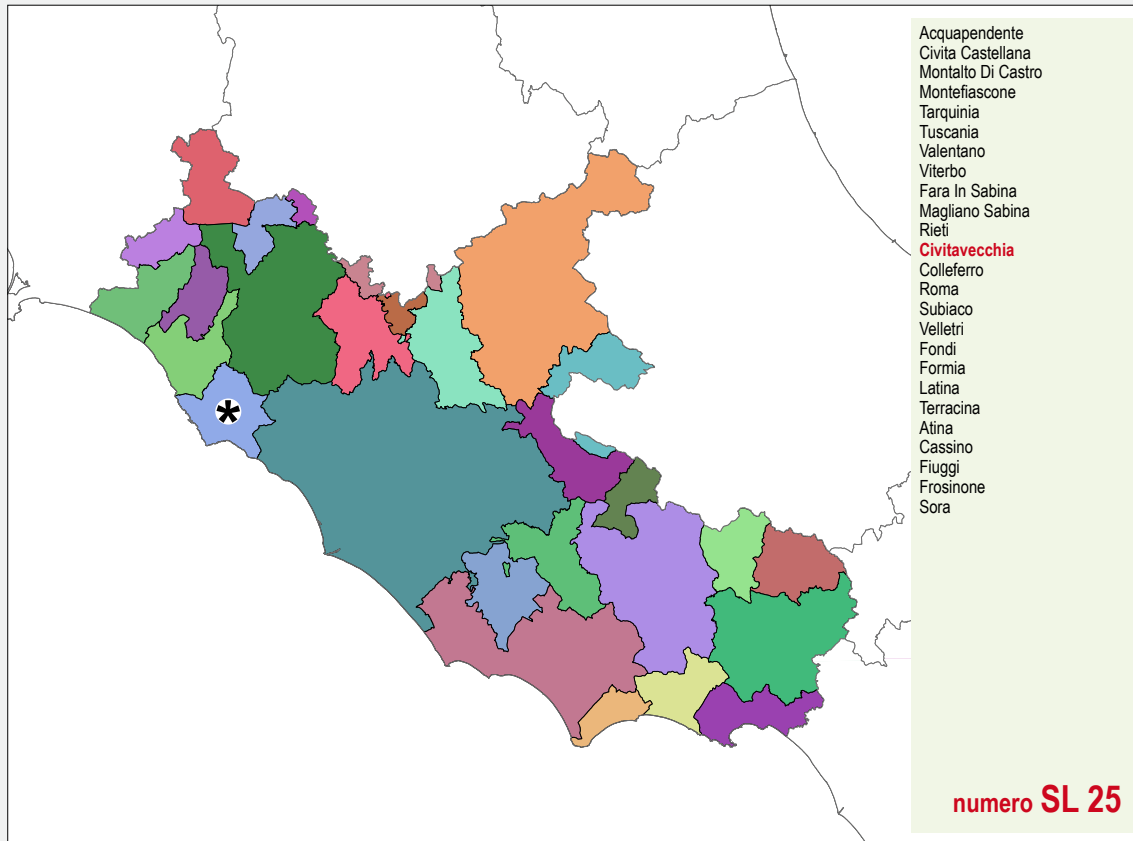 Acquapendente
Civita Castellana
Montalto Di Castro
Montefiascone
Tarquinia
Tuscania
Valentano
Viterbo
Fara In Sabina
Magliano Sabina
Rieti
Civitavecchia
Colleferro
Roma
Subiaco
Velletri
Fondi
Formia
Latina
Terracina
Atina
Cassino
Fiuggi
Frosinone
Sora
*
numero SL 25